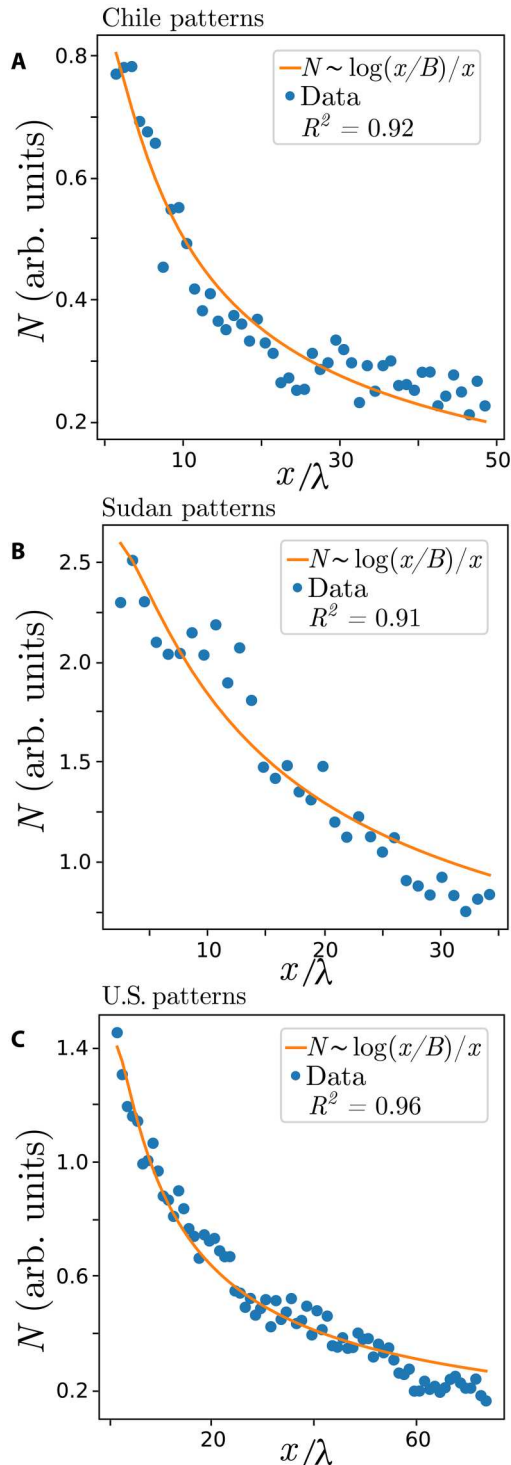 Chile patterns
A
N ~ log(x/B)/x
Data
R² = 0.92
N (arb. units)
0.8
0.6
0.4
0.2
10
30
50
x/λ
Sudan patterns
B
N ~ log(x/B)/x
Data
R² = 0.91
N (arb. units)
2.5
2.0
1.5
1.0
10
20
30
x/λ
U.S. patterns
C
N ~ log(x/B)/x
Data
R² = 0.96
N (arb. units)
1.4
1.0
0.6
0.2
20
60
x/λ